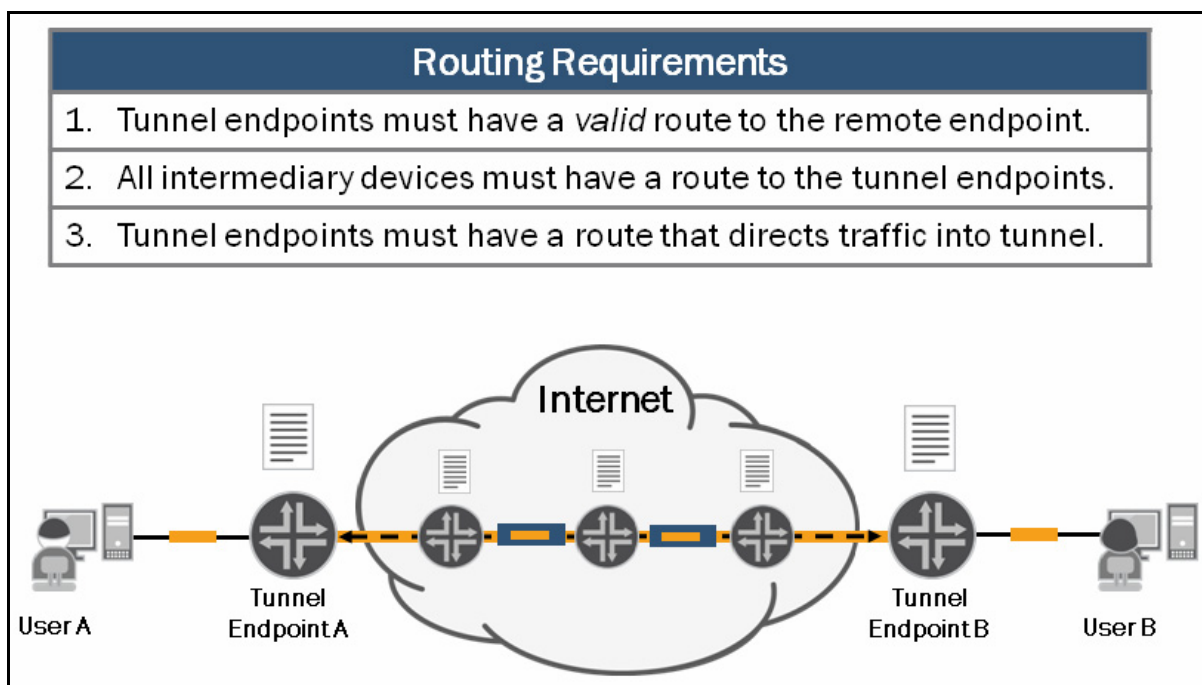 Routing Requirements
1. Tunnel endpoints must have a valid route to the remote endpoint.
2. All intermediary devices must have a route to the tunnel endpoints.
3. Tunnel endpoints must have a route that directs traffic into tunnel.
Internet
User A
Tunnel
Endpoint A
Tunnel
Endpoint B
User B